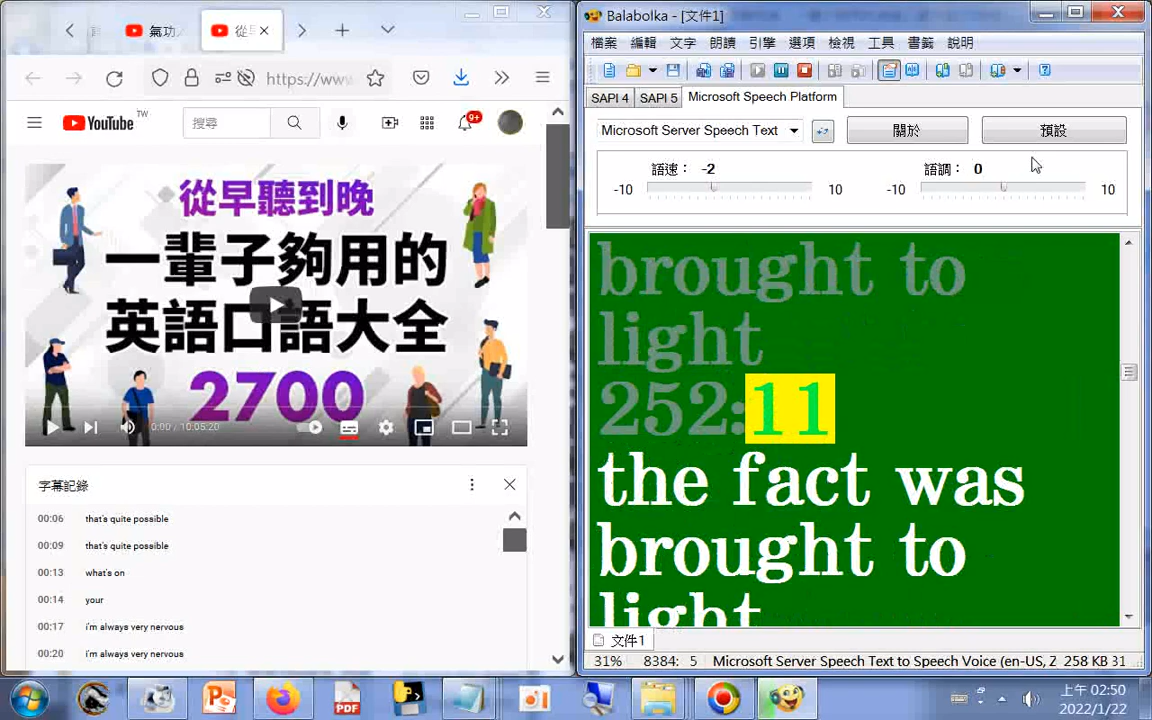 氣功
從
https://www
YouTube TW
搜尋
9+
從早聽到晚
一輩子夠用的
英語口語大全
2700
0:00 / 10:05:20
字幕記錄
00:06 that's quite possible
00:09 that's quite possible
00:13 what's on
00:14 your
00:17 i'm always very nervous
00:20 i'm always very nervous
Balabolka - [文件1]
檔案 編輯 文字 朗讀 引擎 選項 檢視 工具 書籤 說明
SAPI 4 SAPI 5 Microsoft Speech Platform
Microsoft Server Speech Text 關於 預設
語速： -2 語調： 0
-10 10 -10 10
brought to
light
252:11
the fact was
brought to
light
文件1
31% 8384: 5 Microsoft Server Speech Text to Speech Voice (en-US, Z 258 KB 31
PDF
上午 02:50
2022/1/22